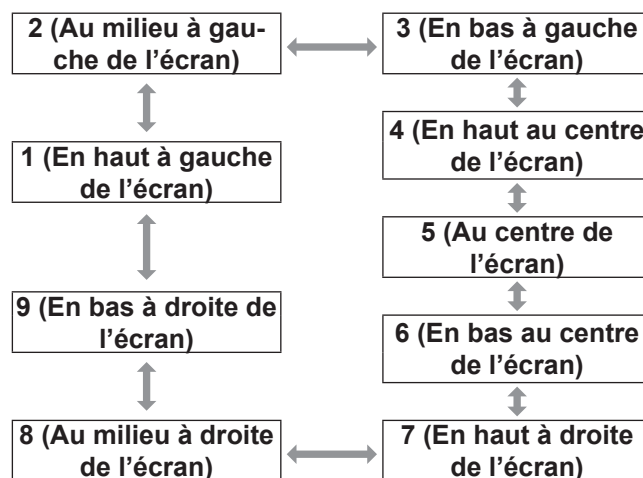 2 (Au milieu à gau-
che de l'écran)
3 (En bas à gauche
de l'écran)
4 (En haut au centre
de l'écran)
1 (En haut à gauche
de l'écran)
5 (Au centre de
l'écran)
9 (En bas à droite de
l'écran)
6 (En bas au centre
de l'écran)
8 (Au milieu à droite
de l'écran)
7 (En haut à droite
de l'écran)